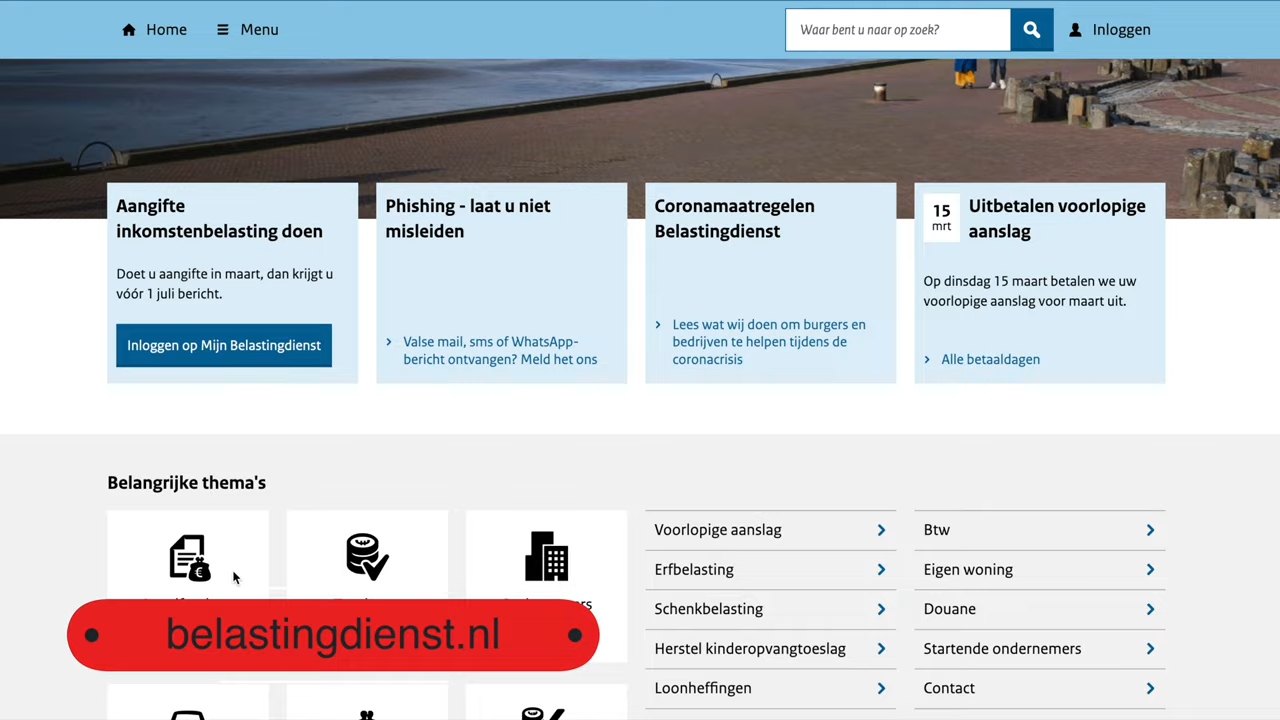 Home
Menu
Waar bent u naar op zoek?
Inloggen
Aangifte
inkomstenbelasting doen
Doet u aangifte in maart, dan krijgt u
vóór 1 juli bericht.
Inloggen op Mijn Belastingdienst
Phishing - laat u niet
misleiden
Valse mail, sms of WhatsApp-
bericht ontvangen? Meld het ons
Coronamaatregelen
Belastingdienst
Lees wat wij doen om burgers en
bedrijven te helpen tijdens de
coronacrisis
15
mrt
Uitbetalen voorlopige
aanslag
Op dinsdag 15 maart betalen we uw
voorlopige aanslag voor maart uit.
Alle betaaldagen
Belangrijke thema's
belastingdienst.nl
Voorlopige aanslag
Erfbelasting
Schenkbelasting
Herstel kinderopvangtoeslag
Loonheffingen
Btw
Eigen woning
Douane
Startende ondernemers
Contact